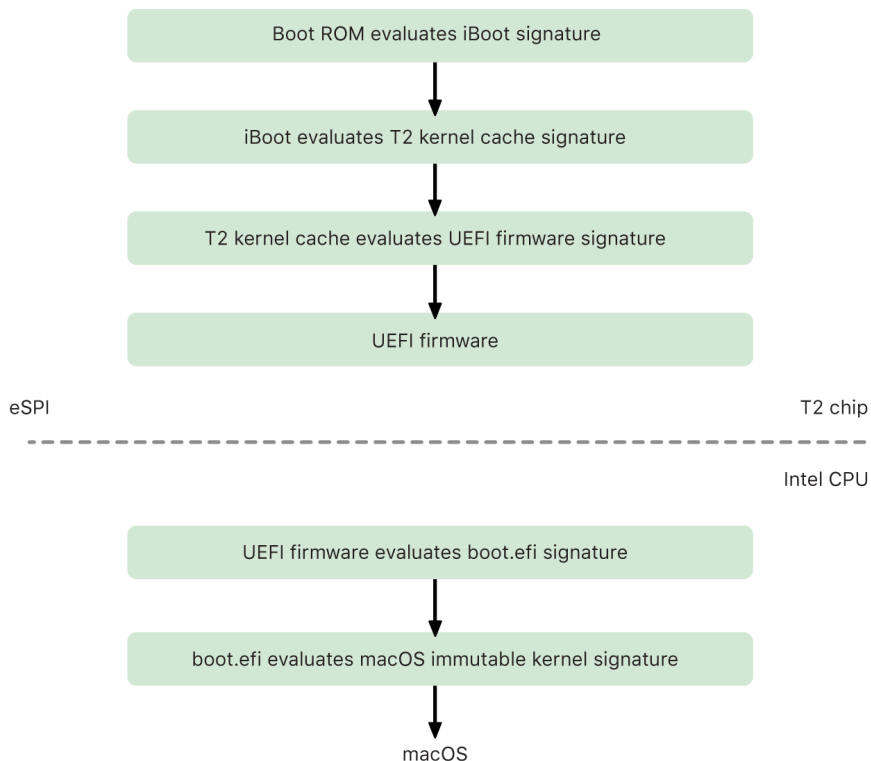 Boot ROM evaluates iBoot signature
iBoot evaluates T2 kernel cache signature
T2 kernel cache evaluates UEFI firmware signature
UEFI firmware
eSPI
T2 chip
Intel CPU
UEFI firmware evaluates boot.efi signature
boot.efi evaluates macOS immutable kernel signature
macOS